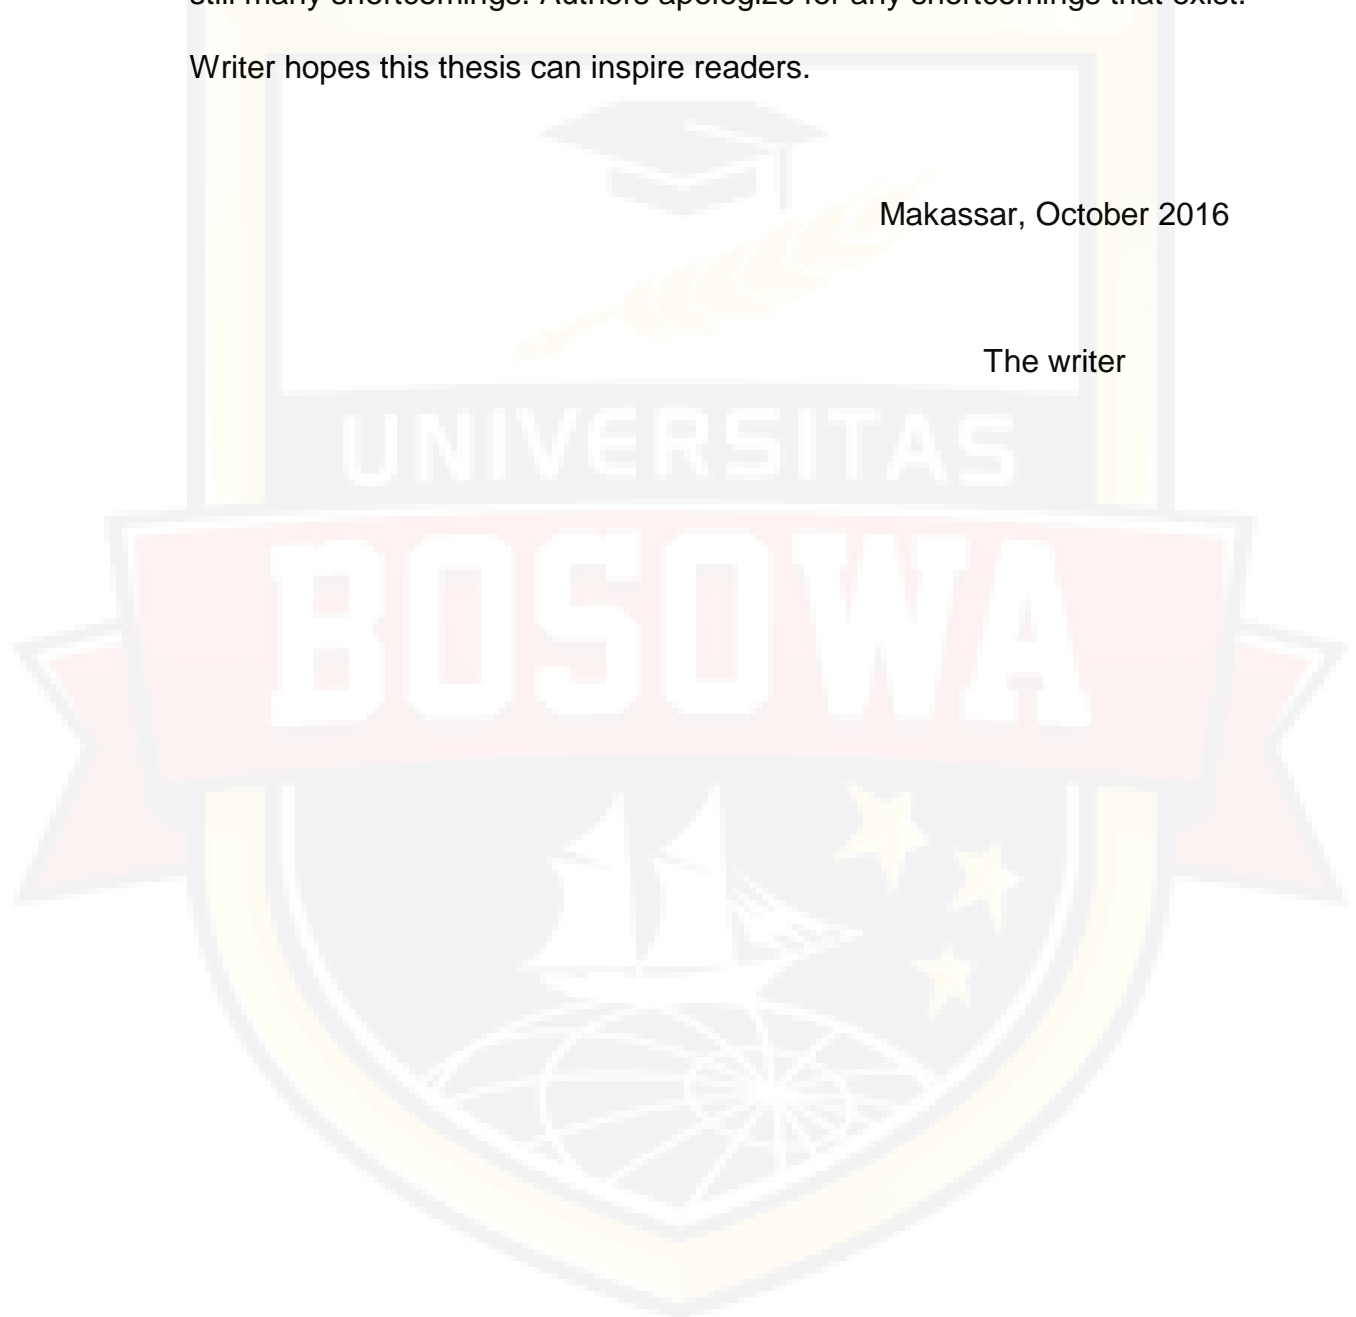 still many shortcomings. Authors apologize for any shortcomings that exist.
Writer hopes this thesis can inspire readers.
Makassar, October 2016
The writer
UNIVERSITAS
BOSOWA